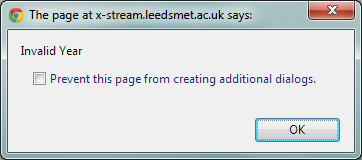 The page at x-stream.leedsmet.ac.uk says:
Invalid Year
Prevent this page from creating additional dialogs.
OK